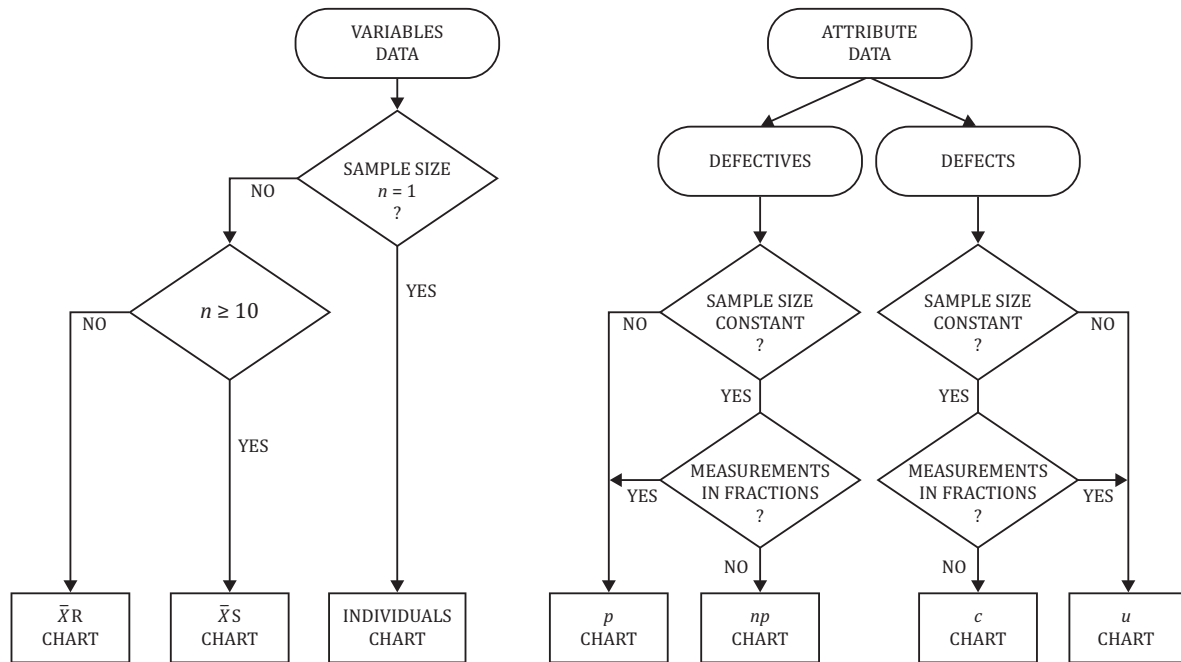 VARIABLES
DATA
SAMPLE SIZE
n = 1
?
NO
YES
n ≥ 10
NO
YES
X̄ R
CHART
X̄ S
CHART
INDIVIDUALS
CHART
ATTRIBUTE
DATA
DEFECTIVES
DEFECTS
SAMPLE SIZE
CONSTANT
?
NO
YES
SAMPLE SIZE
CONSTANT
?
NO
YES
MEASUREMENTS
IN FRACTIONS
?
YES
NO
MEASUREMENTS
IN FRACTIONS
?
YES
NO
p
CHART
np
CHART
c
CHART
u
CHART